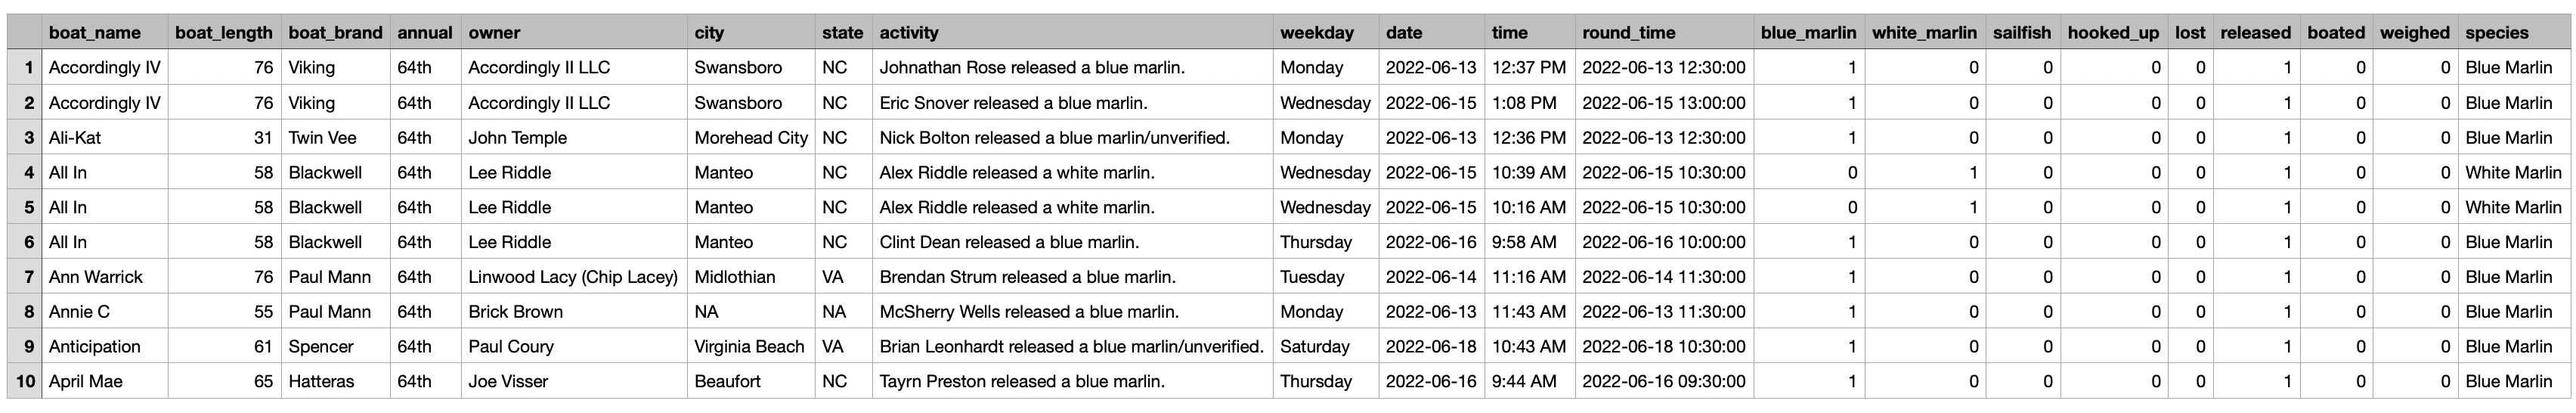 boat_name boat_length boat_brand annual owner city state activity weekday date time round_time blue_marlin white_marlin sailfish hooked_up lost released boated weighed species
1 Accordingly IV 76 Viking 64th Accordingly II LLC Swansboro NC Johnathan Rose released a blue marlin. Monday 2022-06-13 12:37 PM 2022-06-13 12:30:00 1 0 0 0 0 1 0 0 Blue Marlin
2 Accordingly IV 76 Viking 64th Accordingly II LLC Swansboro NC Eric Snover released a blue marlin. Wednesday 2022-06-15 1:08 PM 2022-06-15 13:00:00 1 0 0 0 0 1 0 0 Blue Marlin
3 Ali-Kat 31 Twin Vee 64th John Temple Morehead City NC Nick Bolton released a blue marlin/unverified. Monday 2022-06-13 12:36 PM 2022-06-13 12:30:00 1 0 0 0 0 1 0 0 Blue Marlin
4 All In 58 Blackwell 64th Lee Riddle Manteo NC Alex Riddle released a white marlin. Wednesday 2022-06-15 10:39 AM 2022-06-15 10:30:00 0 1 0 0 0 1 0 0 White Marlin
5 All In 58 Blackwell 64th Lee Riddle Manteo NC Alex Riddle released a white marlin. Wednesday 2022-06-15 10:16 AM 2022-06-15 10:30:00 0 1 0 0 0 1 0 0 White Marlin
6 All In 58 Blackwell 64th Lee Riddle Manteo NC Clint Dean released a blue marlin. Thursday 2022-06-16 9:58 AM 2022-06-16 10:00:00 1 0 0 0 0 1 0 0 Blue Marlin
7 Ann Warrick 76 Paul Mann 64th Linwood Lacy (Chip Lacey) Midlothian VA Brendan Strum released a blue marlin. Tuesday 2022-06-14 11:16 AM 2022-06-14 11:30:00 1 0 0 0 0 1 0 0 Blue Marlin
8 Annie C 55 Paul Mann 64th Brick Brown NA NA McSherry Wells released a blue marlin. Monday 2022-06-13 11:43 AM 2022-06-13 11:30:00 1 0 0 0 0 1 0 0 Blue Marlin
9 Anticipation 61 Spencer 64th Paul Coury Virginia Beach VA Brian Leonhardt released a blue marlin/unverified. Saturday 2022-06-18 10:43 AM 2022-06-18 10:30:00 1 0 0 0 0 1 0 0 Blue Marlin
10 April Mae 65 Hatteras 64th Joe Visser Beaufort NC Tayrn Preston released a blue marlin. Thursday 2022-06-16 9:44 AM 2022-06-16 09:30:00 1 0 0 0 0 1 0 0 Blue Marlin